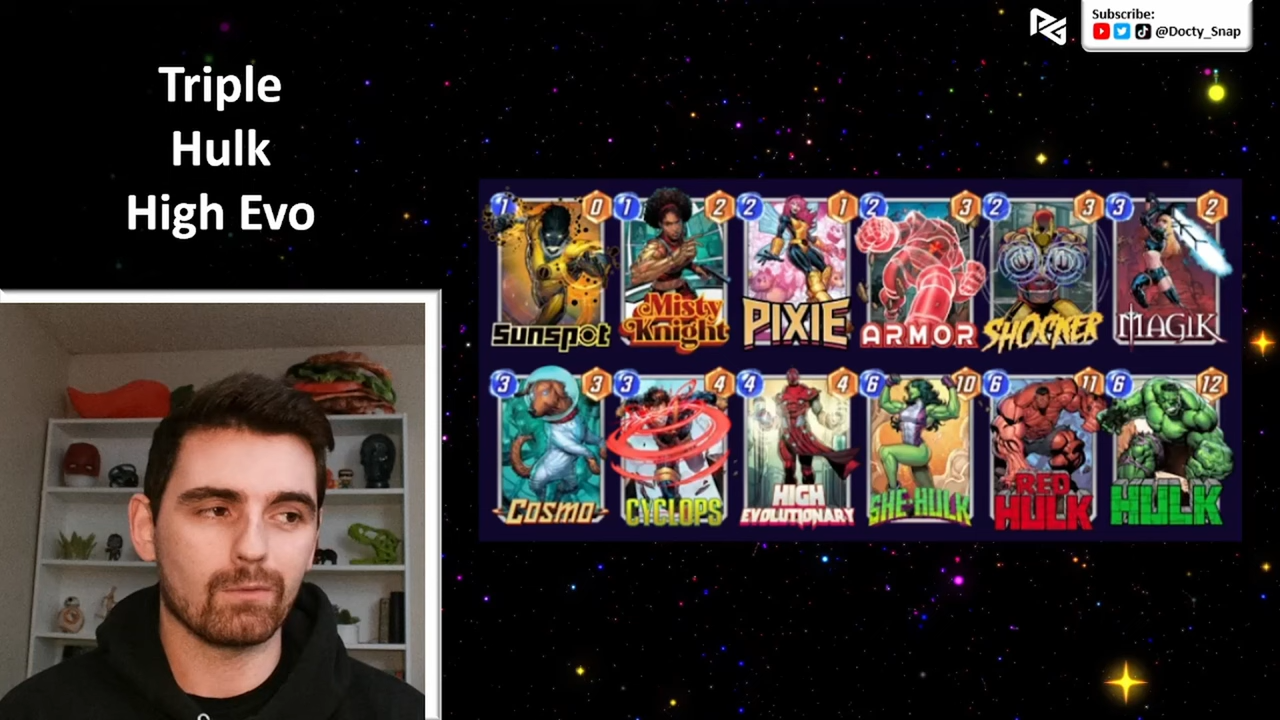 Subscribe:
@Docty_Snap
Triple
Hulk
High Evo
1 0 1 2 2 1 2 3 2 3 3 2
Sunspot Misty Knight PIXIE ARMOR SHOCKER MAGIK
3 3 3 4 4 4 6 10 6 11 6 12
COSMO CYCLOPS HIGH EVOLUTIONARY SHE-HULK RED HULK HULK